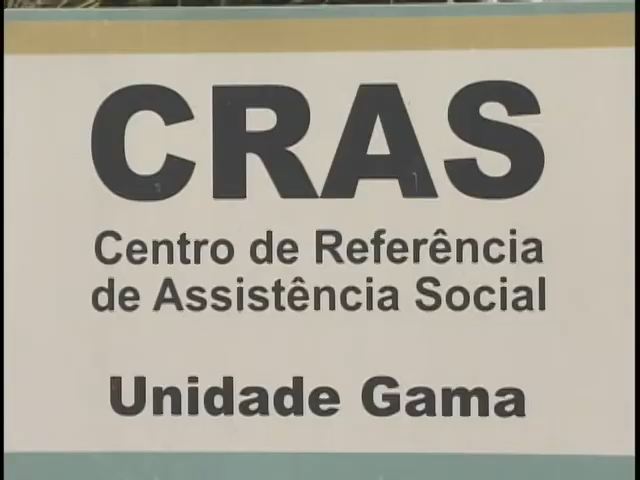 CRAS
Centro de Referência
de Assistência Social
Unidade Gama